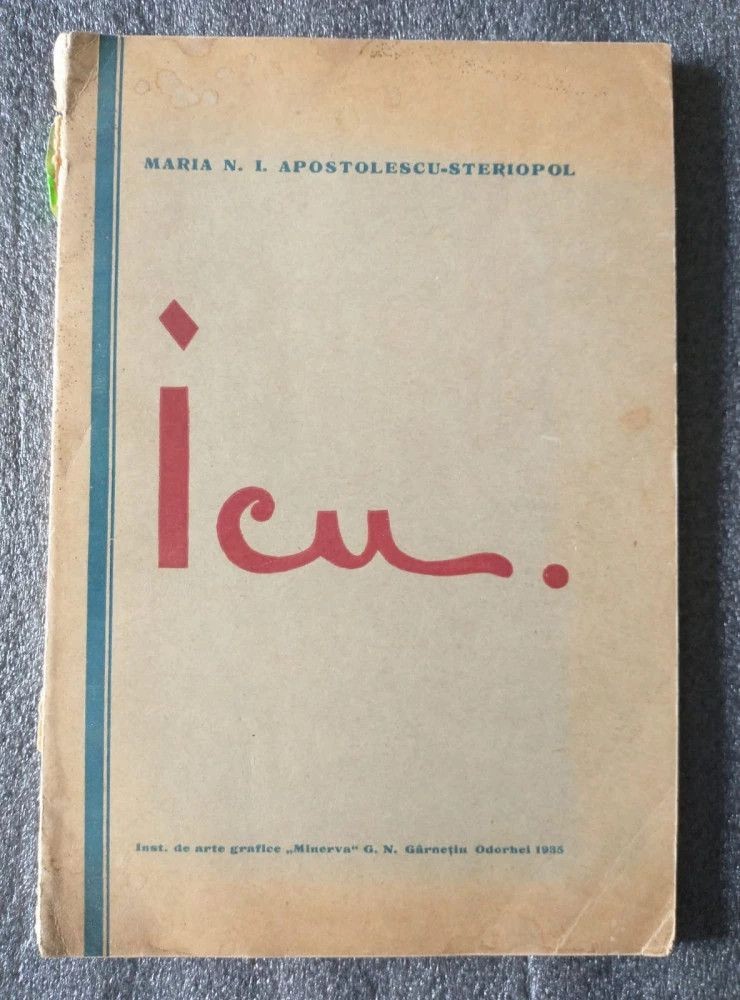 MARIA N. I. APOSTOLESCU-STERIOPOL
Icu.
Inst. de arte grafice „Minerva“ G. N. Gârnețiu Odorhei 1935